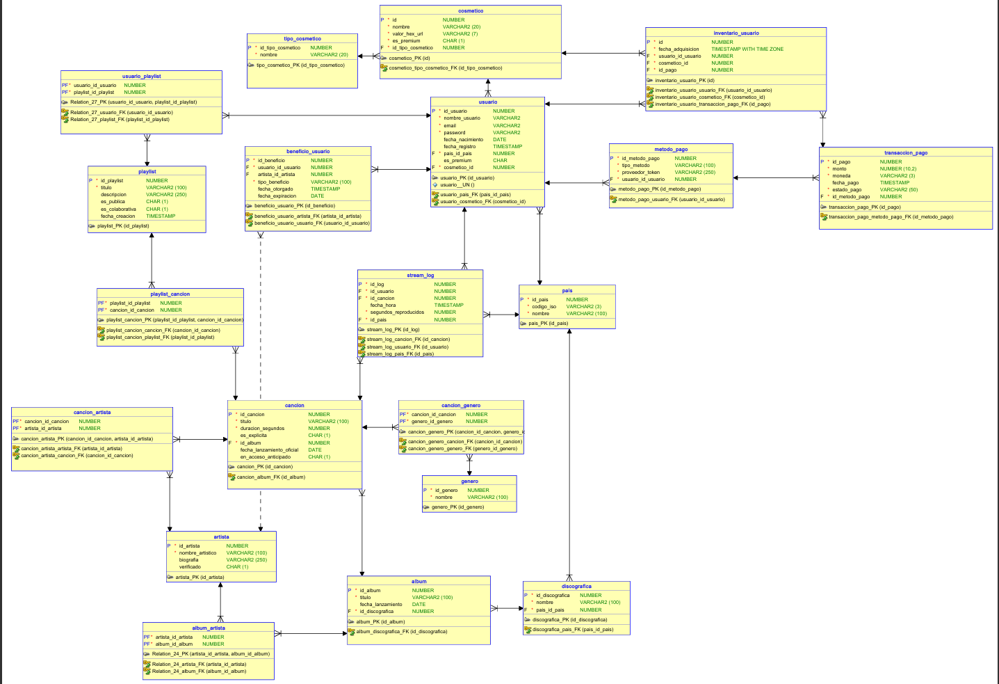 cosmetico
P * id NUMBER
* nombre VARCHAR2 (20)
* valor_hex_url VARCHAR2 (7)
* es_premium CHAR (1)
F * id_tipo_cosmetico NUMBER
cosmetico_PK (id)
cosmetico_tipo_cosmetico_FK (id_tipo_cosmetico)
tipo_cosmetico
P * id_tipo_cosmetico NUMBER
* nombre VARCHAR2 (20)
tipo_cosmetico_PK (id_tipo_cosmetico)
inventario_usuario
P * id NUMBER
* fecha_adquisicion TIMESTAMP WITH TIME ZONE
F * usuario_id_usuario NUMBER
F * cosmetico_id NUMBER
F * id_pago NUMBER
inventario_usuario_PK (id)
inventario_usuario_usuario_FK (usuario_id_usuario)
inventario_usuario_cosmetico_FK (cosmetico_id)
inventario_usuario_transaccion_pago_FK (id_pago)
usuario_playlist
PF* usuario_id_usuario NUMBER
PF* playlist_id_playlist NUMBER
Relation_27_PK (usuario_id_usuario, playlist_id_playlist)
Relation_27_usuario_FK (usuario_id_usuario)
Relation_27_playlist_FK (playlist_id_playlist)
usuario
P * id_usuario NUMBER
* nombre_usuario VARCHAR2
* email VARCHAR2
* password VARCHAR2
fecha_nacimiento DATE
fecha_registro TIMESTAMP
F * pais_id_pais NUMBER
es_premium CHAR
F * cosmetico_id NUMBER
usuario_PK (id_usuario)
usuario__UN ()
usuario_pais_FK (pais_id_pais)
usuario_cosmetico_FK (cosmetico_id)
beneficio_usuario
P * id_beneficio NUMBER
F * usuario_id_usuario NUMBER
F artista_id_artista NUMBER
* tipo_beneficio VARCHAR2 (100)
fecha_otorgado TIMESTAMP
fecha_expiracion DATE
beneficio_usuario_PK (id_beneficio)
beneficio_usuario_artista_FK (artista_id_artista)
beneficio_usuario_usuario_FK (usuario_id_usuario)
metodo_pago
P * id_metodo_pago NUMBER
* tipo_metodo VARCHAR2 (100)
* proveedor_token VARCHAR2 (250)
F * usuario_id_usuario NUMBER
metodo_pago_PK (id_metodo_pago)
metodo_pago_usuario_FK (usuario_id_usuario)
transaccion_pago
P * id_pago NUMBER
* monto NUMBER (10,2)
* moneda VARCHAR2 (3)
fecha_pago TIMESTAMP
* estado_pago VARCHAR2 (50)
F * id_metodo_pago NUMBER
transaccion_pago_PK (id_pago)
transaccion_pago_metodo_pago_FK (id_metodo_pago)
playlist
P * id_playlist NUMBER
* titulo VARCHAR2 (100)
descripcion VARCHAR2 (250)
es_publica CHAR (1)
es_colaborativa CHAR (1)
fecha_creacion TIMESTAMP
playlist_PK (id_playlist)
playlist_cancion
PF* playlist_id_playlist NUMBER
PF* cancion_id_cancion NUMBER
playlist_cancion_PK (playlist_id_playlist, cancion_id_cancion)
playlist_cancion_cancion_FK (cancion_id_cancion)
playlist_cancion_playlist_FK (playlist_id_playlist)
stream_log
P * id_log NUMBER
F * id_usuario NUMBER
F * id_cancion NUMBER
fecha_hora TIMESTAMP
* segundos_reproducidos NUMBER
F * id_pais NUMBER
stream_log_PK (id_log)
stream_log_cancion_FK (id_cancion)
stream_log_usuario_FK (id_usuario)
stream_log_pais_FK (id_pais)
pais
P * id_pais NUMBER
* codigo_iso VARCHAR2 (3)
* nombre VARCHAR2 (100)
pais_PK (id_pais)
cancion_artista
PF* cancion_id_cancion NUMBER
PF* artista_id_artista NUMBER
cancion_artista_PK (cancion_id_cancion, artista_id_artista)
cancion_artista_artista_FK (artista_id_artista)
cancion_artista_cancion_FK (cancion_id_cancion)
cancion
P * id_cancion NUMBER
* titulo VARCHAR2 (100)
* duracion_segundos NUMBER
es_explicita CHAR (1)
F * id_album NUMBER
fecha_lanzamiento_oficial DATE
en_acceso_anticipado CHAR (1)
cancion_PK (id_cancion)
cancion_album_FK (id_album)
cancion_genero
PF* cancion_id_cancion NUMBER
PF* genero_id_genero NUMBER
cancion_genero_PK (cancion_id_cancion, genero_ic
cancion_genero_cancion_FK (cancion_id_cancion)
cancion_genero_genero_FK (genero_id_genero)
genero
P * id_genero NUMBER
* nombre VARCHAR2 (100)
genero_PK (id_genero)
artista
P * id_artista NUMBER
* nombre_artistico VARCHAR2 (100)
biografia VARCHAR2 (250)
verificado CHAR (1)
artista_PK (id_artista)
album
P * id_album NUMBER
* titulo VARCHAR2 (100)
fecha_lanzamiento DATE
F * id_discografica NUMBER
album_PK (id_album)
album_discografica_FK (id_discografica)
discografica
P * id_discografica NUMBER
* nombre VARCHAR2 (100)
F * pais_id_pais NUMBER
discografica_PK (id_discografica)
discografica_pais_FK (pais_id_pais)
album_artista
PF* artista_id_artista NUMBER
PF* album_id_album NUMBER
Relation_24_PK (artista_id_artista, album_id_album)
Relation_24_artista_FK (artista_id_artista)
Relation_24_album_FK (album_id_album)